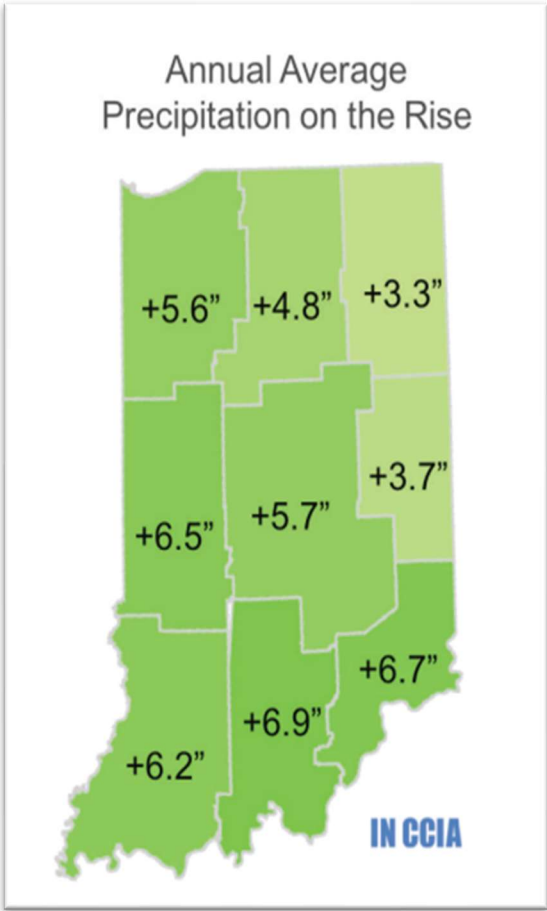 Annual Average
Precipitation on the Rise
+5.6” +4.8” +3.3”
+6.5” +5.7” +3.7”
+6.2” +6.9” +6.7”
IN CCIA